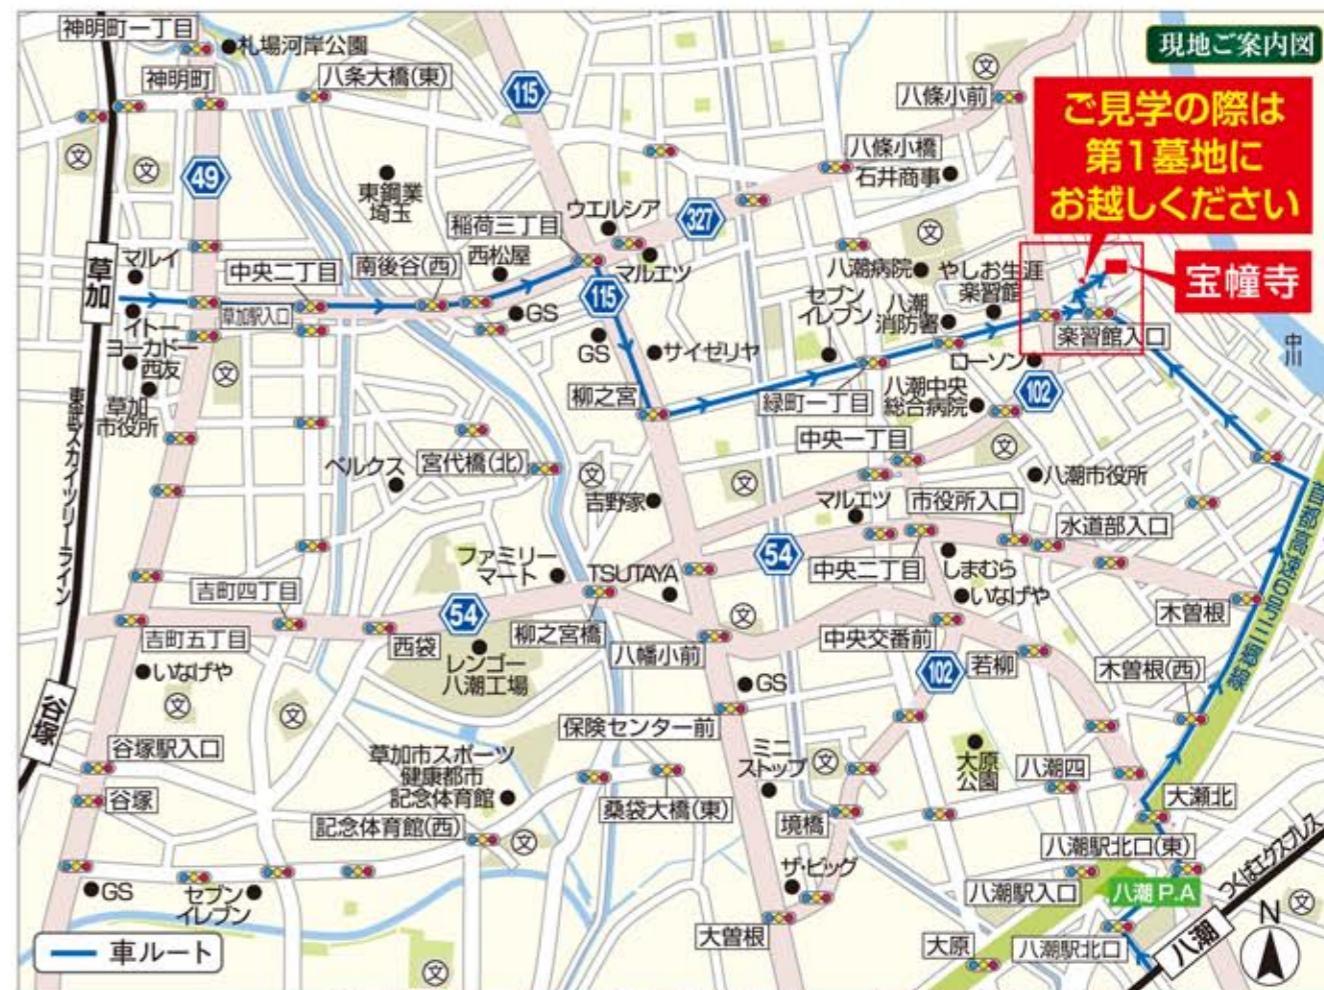 神明町一丁目
札場河岸公園
現地ご案内図
神明町
八条大橋(東)
115
文
八條小前
ご見学の際は
第1墓地に
お越しください
文
文
49
東鋼業
埼玉
八條小橋
石井商事
ウエルシア
327
稲荷三丁目
文
草加
マルイ
中央二丁目
南後谷(西)
西松屋
マルエツ
八潮病院
やしお生涯
楽習館
宝幢寺
115
セブン
イレブン
八潮
消防署
草加駅入口
GS
イトー
ヨーカドー
GS
サイゼリヤ
楽習館入口
中川
西友
ローソン
文
草加
市役所
柳之宮
緑町一丁目
八潮中央
総合病院
102
東武スカイツリーライン
中央一丁目
文
ベルクス
宮代橋(北)
文
文
八潮市役所
吉野家
マルエツ
市役所入口
水道部入口
首都高速6号三郷線
ファミリー
マート
TSUTAYA
54
中央二丁目
しまむら
いなげや
吉町四丁目
54
文
木曽根
吉町五丁目
西袋
柳之宮橋
八幡小前
中央交番前
レンゴー
八潮工場
102
若柳
木曽根(西)
いなげや
GS
谷塚
文
文
保険センター前
谷塚駅入口
草加市スポーツ
健康都市
記念体育館
ミニ
ストップ
文
大原
公園
八潮四
谷塚
桑袋大橋(東)
大瀬北
記念体育館(西)
文
境橋
八潮駅北口(東)
つくばエクスプレス
ザ・ビッグ
八潮駅入口
八潮P.A
GS
セブン
イレブン
文
N
車ルート
大曽根
大原
八潮駅北口
八潮
文